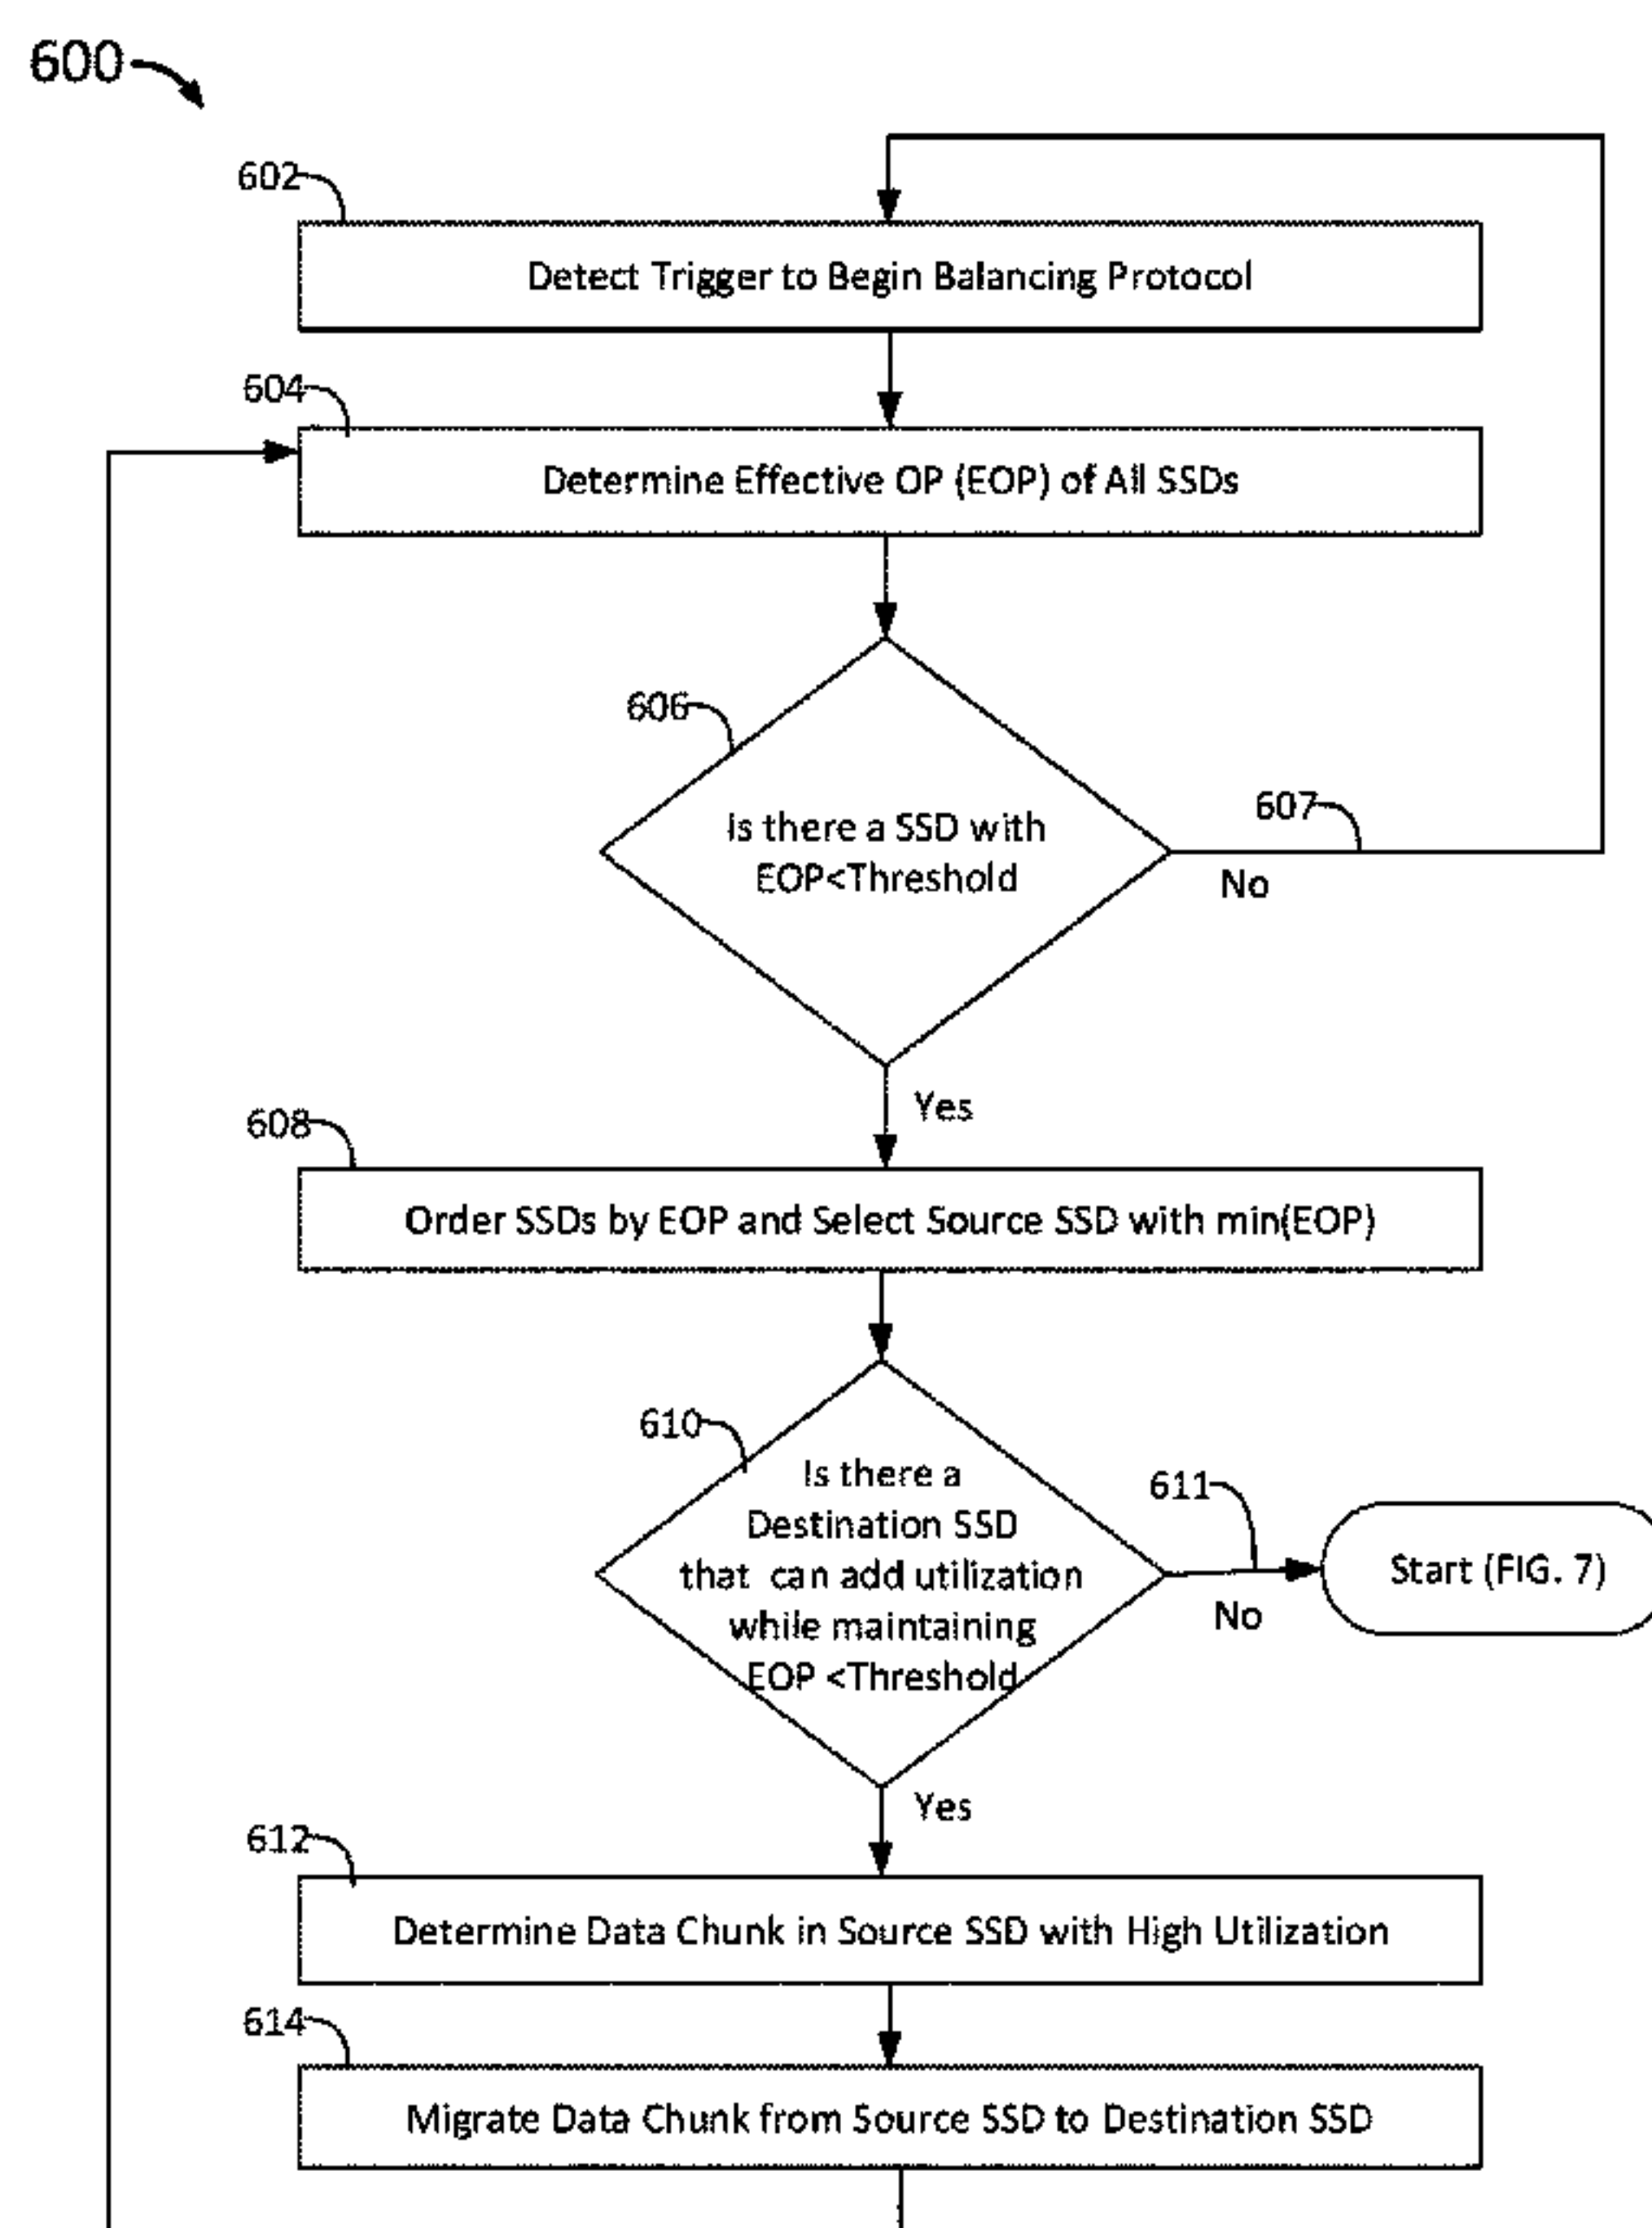 600
602
Detect Trigger to Begin Balancing Protocol
604
Determine Effective OP (EOP) of All SSDs
606
Is there a SSD with
EOP<Threshold
607
No
Yes
608
Order SSDs by EOP and Select Source SSD with min(EOP)
610
Is there a
Destination SSD
that can add utilization
while maintaining
EOP <Threshold
611
No
Start (FIG. 7)
Yes
612
Determine Data Chunk in Source SSD with High Utilization
614
Migrate Data Chunk from Source SSD to Destination SSD